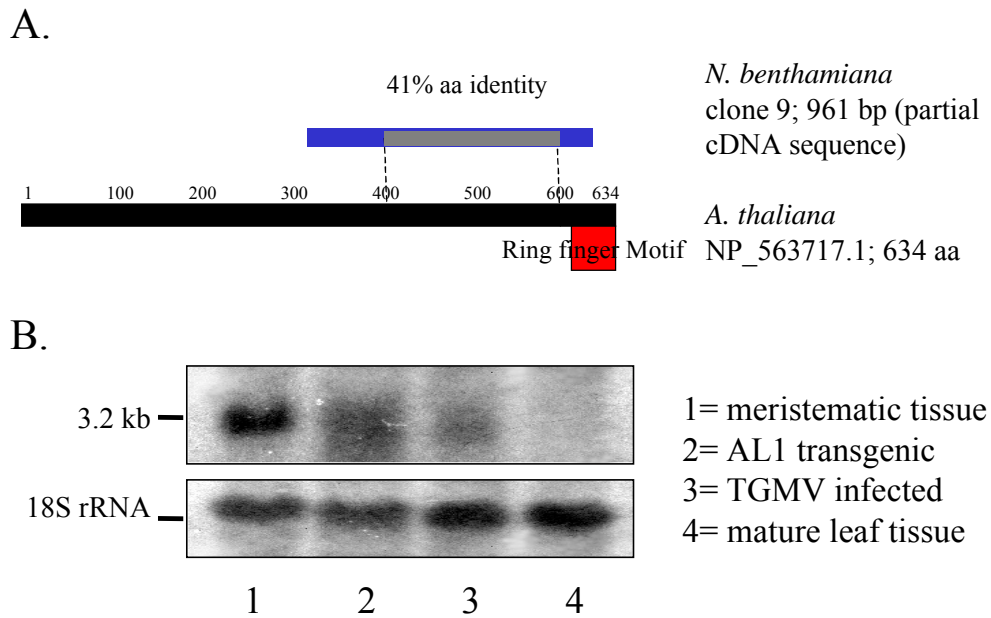 A.
41% aa identity
N. benthamiana
clone 9; 961 bp (partial
cDNA sequence)
1 100 200 300 400 500 600 634
A. thaliana
NP_563717.1; 634 aa
Ring finger Motif
B.
3.2 kb
18S rRNA
1= meristematic tissue
2= AL1 transgenic
3= TGMV infected
4= mature leaf tissue
1 2 3 4